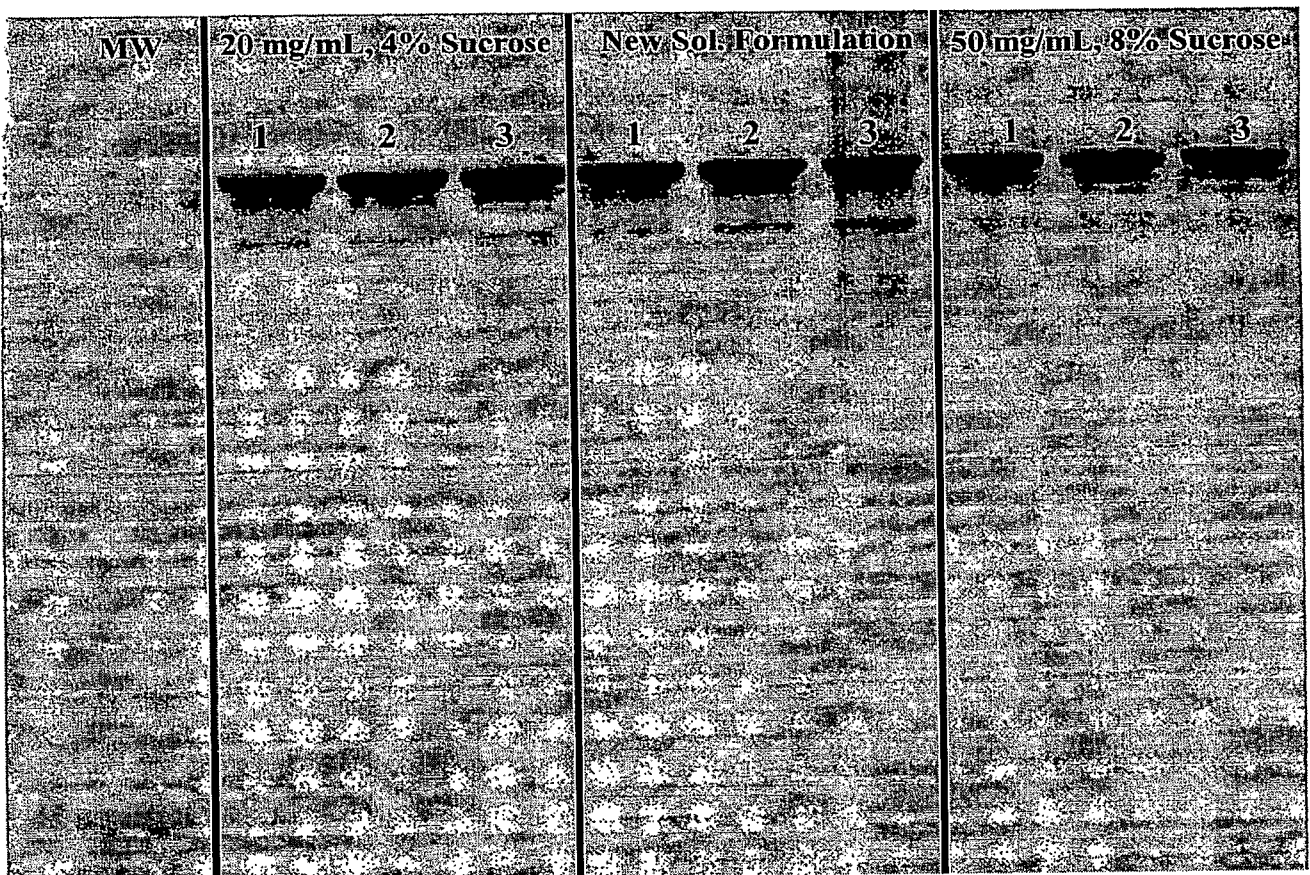 MW
20 mg/mL, 4% Sucrose
New Sol. Formulation
50 mg/mL, 8% Sucrose
1 2 3
1 2 3
1 2 3